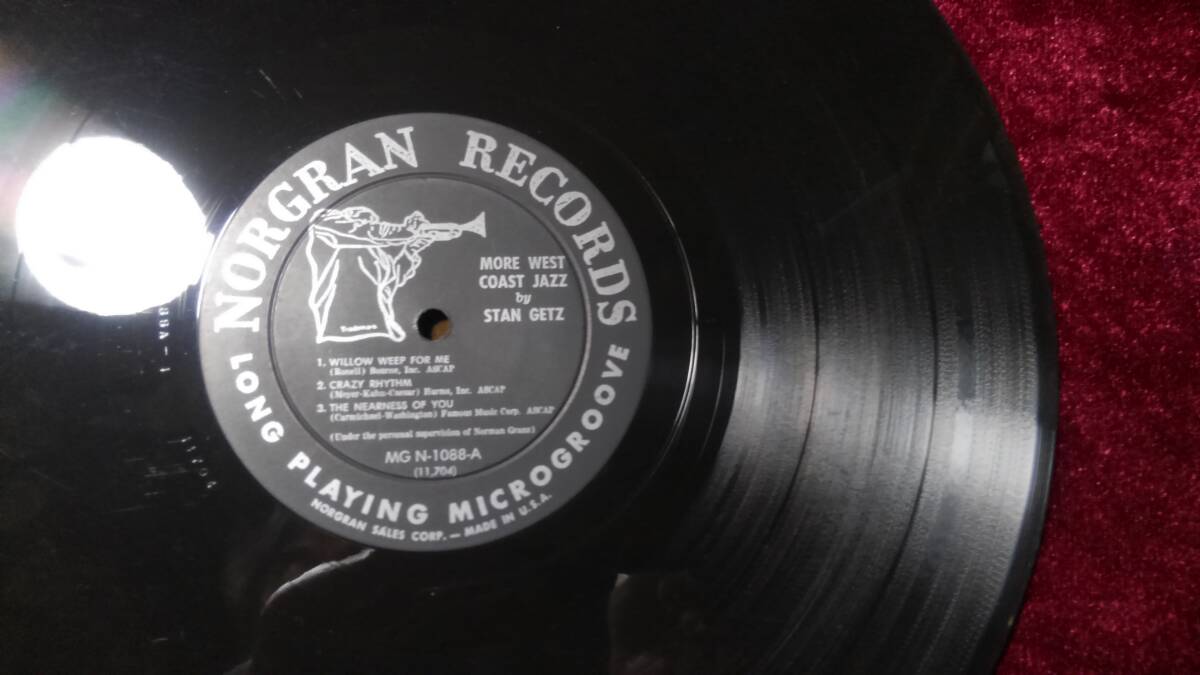 NORGRAN RECORDS
MORE WEST
COAST JAZZ
by
STAN GETZ
Trademark
1. WILLOW WEEP FOR ME
(Ronell) Bourne, Inc. ASCAP
2. CRAZY RHYTHM
(Meyer-Kahn-Caesar) Harms, Inc. ASCAP
3. THE NEARNESS OF YOU
(Carmichael-Washington) Famous Music Corp. ASCAP
(Under the personal supervision of Norman Granz)
MG N-1088-A
(11,704)
LONG PLAYING MICROGROOVE
NORGRAN SALES CORP. — MADE IN U.S.A.